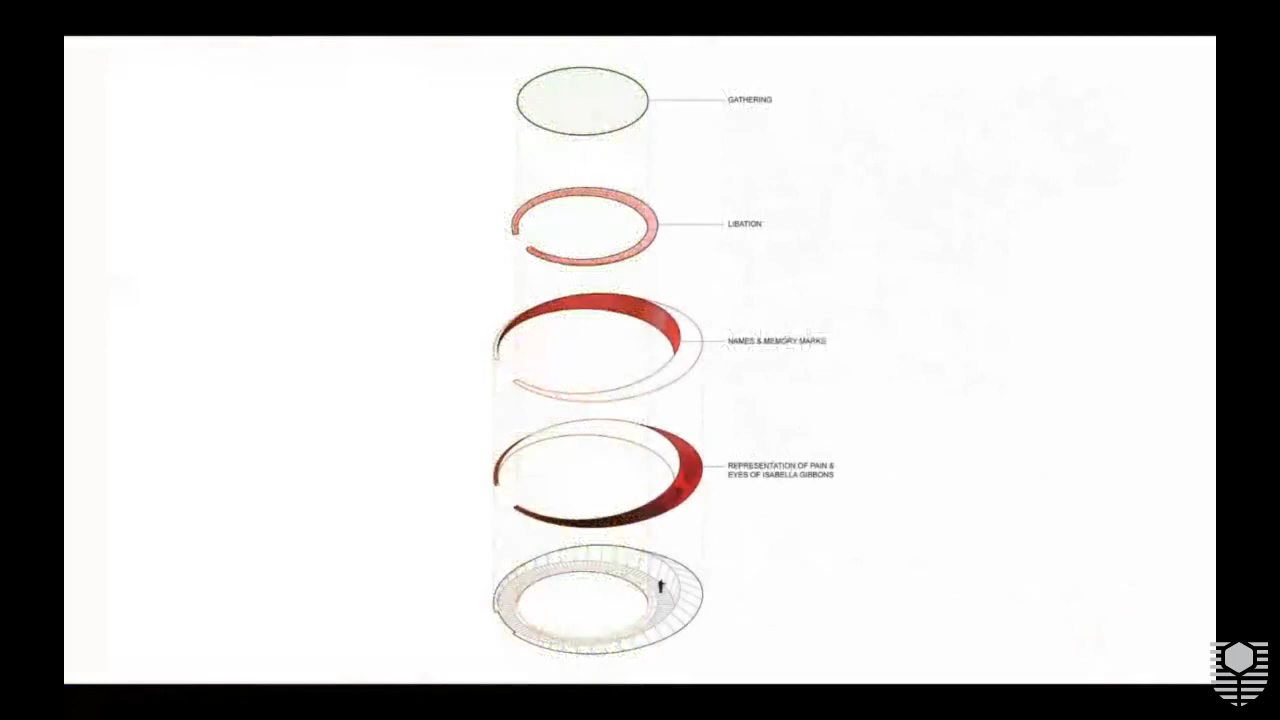 GATHERING
LIBATION
NAMES & MEMORY MARKS
REPRESENTATION OF PAIN &
EYES OF ISABELLA GIBBONS